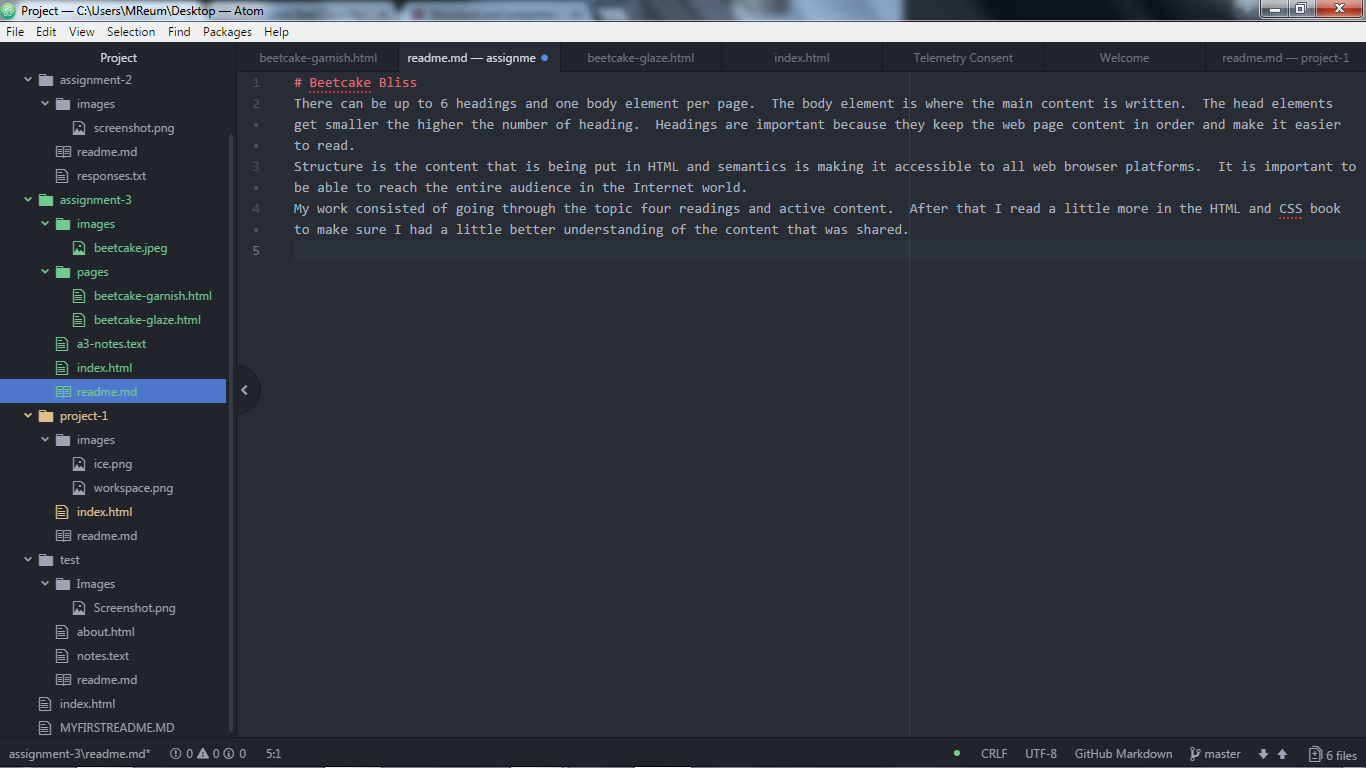 Project — C:\Users\MReum\Desktop — Atom
File Edit View Selection Find Packages Help
Project
beetcake-garnish.html readme.md — assignme beetcake-glaze.html index.html Telemetry Consent Welcome readme.md — project-1
assignment-2
images
screenshot.png
readme.md
responses.txt
assignment-3
images
beetcake.jpeg
pages
beetcake-garnish.html
beetcake-glaze.html
a3-notes.text
index.html
readme.md
project-1
images
ice.png
workspace.png
index.html
readme.md
test
Images
Screenshot.png
about.html
notes.text
readme.md
index.html
MYFIRSTREADME.MD
1 # Beetcake Bliss
2 There can be up to 6 headings and one body element per page.  The body element is where the main content is written.  The head elements
• get smaller the higher the number of heading.  Headings are important because they keep the web page content in order and make it easier
• to read.
3 Structure is the content that is being put in HTML and semantics is making it accessible to all web browser platforms.  It is important to
• be able to reach the entire audience in the Internet world.
4 My work consisted of going through the topic four readings and active content.  After that I read a little more in the HTML and CSS book
• to make sure I had a little better understanding of the content that was shared.
5
assignment-3\readme.md* 0 0 0 5:1 CRLF UTF-8 GitHub Markdown master 6 files